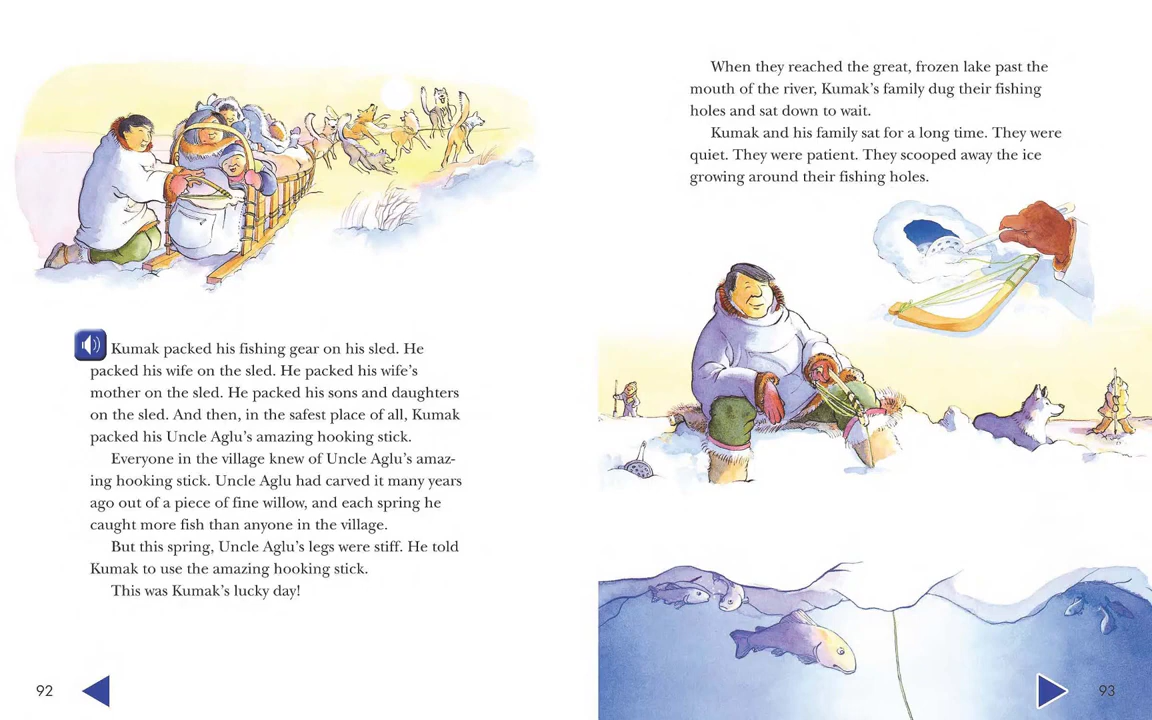 Kumak packed his fishing gear on his sled. He
packed his wife on the sled. He packed his wife’s
mother on the sled. He packed his sons and daughters
on the sled. And then, in the safest place of all, Kumak
packed his Uncle Aglu’s amazing hooking stick.
Everyone in the village knew of Uncle Aglu’s amaz-
ing hooking stick. Uncle Aglu had carved it many years
ago out of a piece of fine willow, and each spring he
caught more fish than anyone in the village.
But this spring, Uncle Aglu’s legs were stiff. He told
Kumak to use the amazing hooking stick.
This was Kumak’s lucky day!
92
When they reached the great, frozen lake past the
mouth of the river, Kumak’s family dug their fishing
holes and sat down to wait.
Kumak and his family sat for a long time. They were
quiet. They were patient. They scooped away the ice
growing around their fishing holes.
93